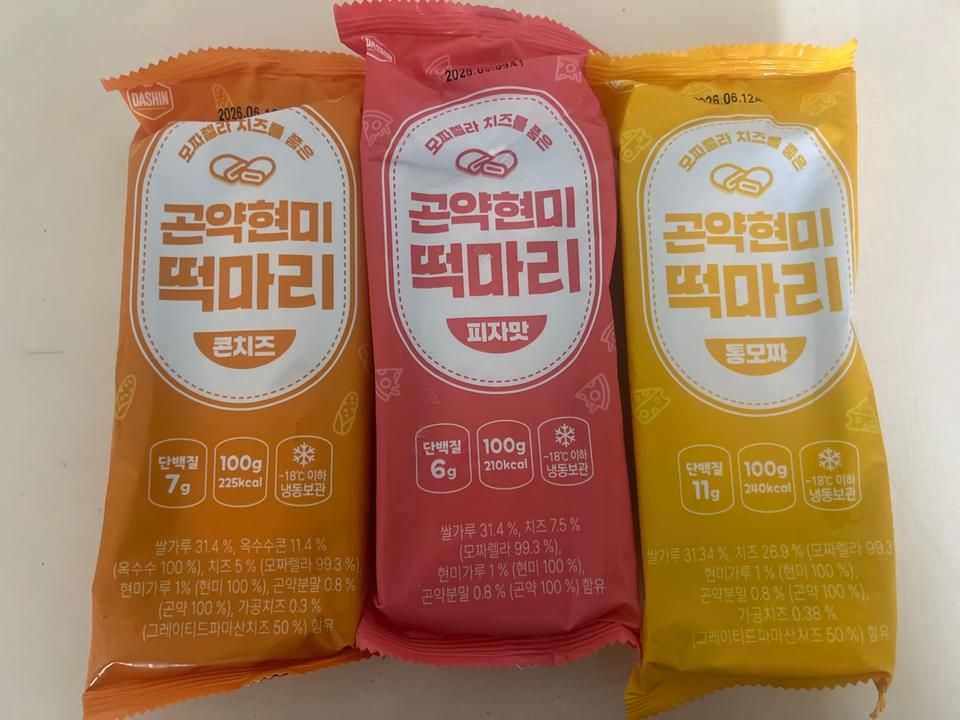 DASHIN
2026.06.1
모짜렐라 치즈를 품은
곤약현미
떡마리
콘치즈
단백질
7g
100g
225kcal
-18℃ 이하
냉동보관
쌀가루 31.4 %, 옥수수콘 11.4 %
(옥수수 100 %), 치즈 5 % (모짜렐라 99.3 %),
현미가루 1% (현미 100 %), 곤약분말 0.8 %
(곤약 100 %), 가공치즈 0.3 %
(그레이티드파마산치즈 50 %) 함유
DASHIN
모짜렐라 치즈를 품은
곤약현미
떡마리
피자맛
단백질
6g
100g
210kcal
-18℃ 이하
냉동보관
쌀가루 31.4 %, 치즈 7.5 %
(모짜렐라 99.3 %),
현미가루 1 % (현미 100 %),
곤약분말 0.8 % (곤약 100 %) 함유
2026.06.12A
모짜렐라 치즈를 품은
곤약현미
떡마리
통모짜
단백질
11g
100g
240kcal
-18℃ 이하
냉동보관
쌀가루 31.34 %, 치즈 26.9 % (모짜렐라 99.3
현미가루 1 % (현미 100 %),
곤약분말 0.8 % (곤약 100 %),
가공치즈 0.38 %
(그레이티드파마산치즈 50 %) 함유